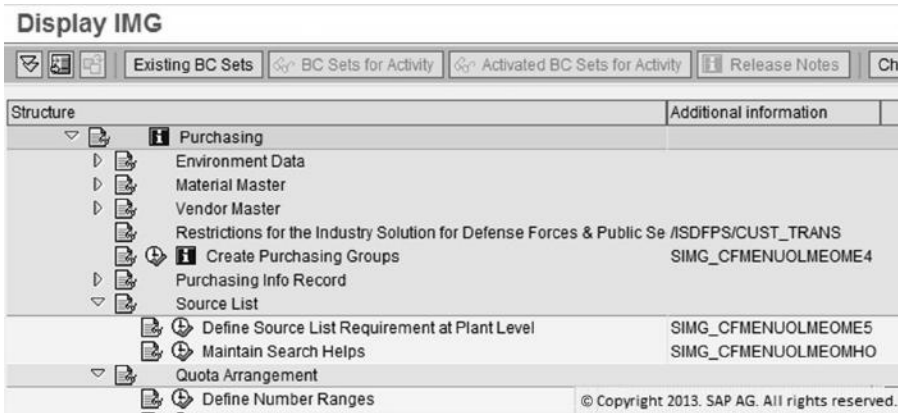 Display IMG
Existing BC Sets BC Sets for Activity Activated BC Sets for Activity Release Notes Ch
Structure Additional information
Purchasing
Environment Data
Material Master
Vendor Master
Restrictions for the Industry Solution for Defense Forces & Public Se /ISDFPS/CUST_TRANS
Create Purchasing Groups SIMG_CFMENUOLMEOME4
Purchasing Info Record
Source List
Define Source List Requirement at Plant Level SIMG_CFMENUOLMEOME5
Maintain Search Helps SIMG_CFMENUOLMEOMHO
Quota Arrangement
Define Number Ranges © Copyright 2013. SAP AG. All rights reserved.